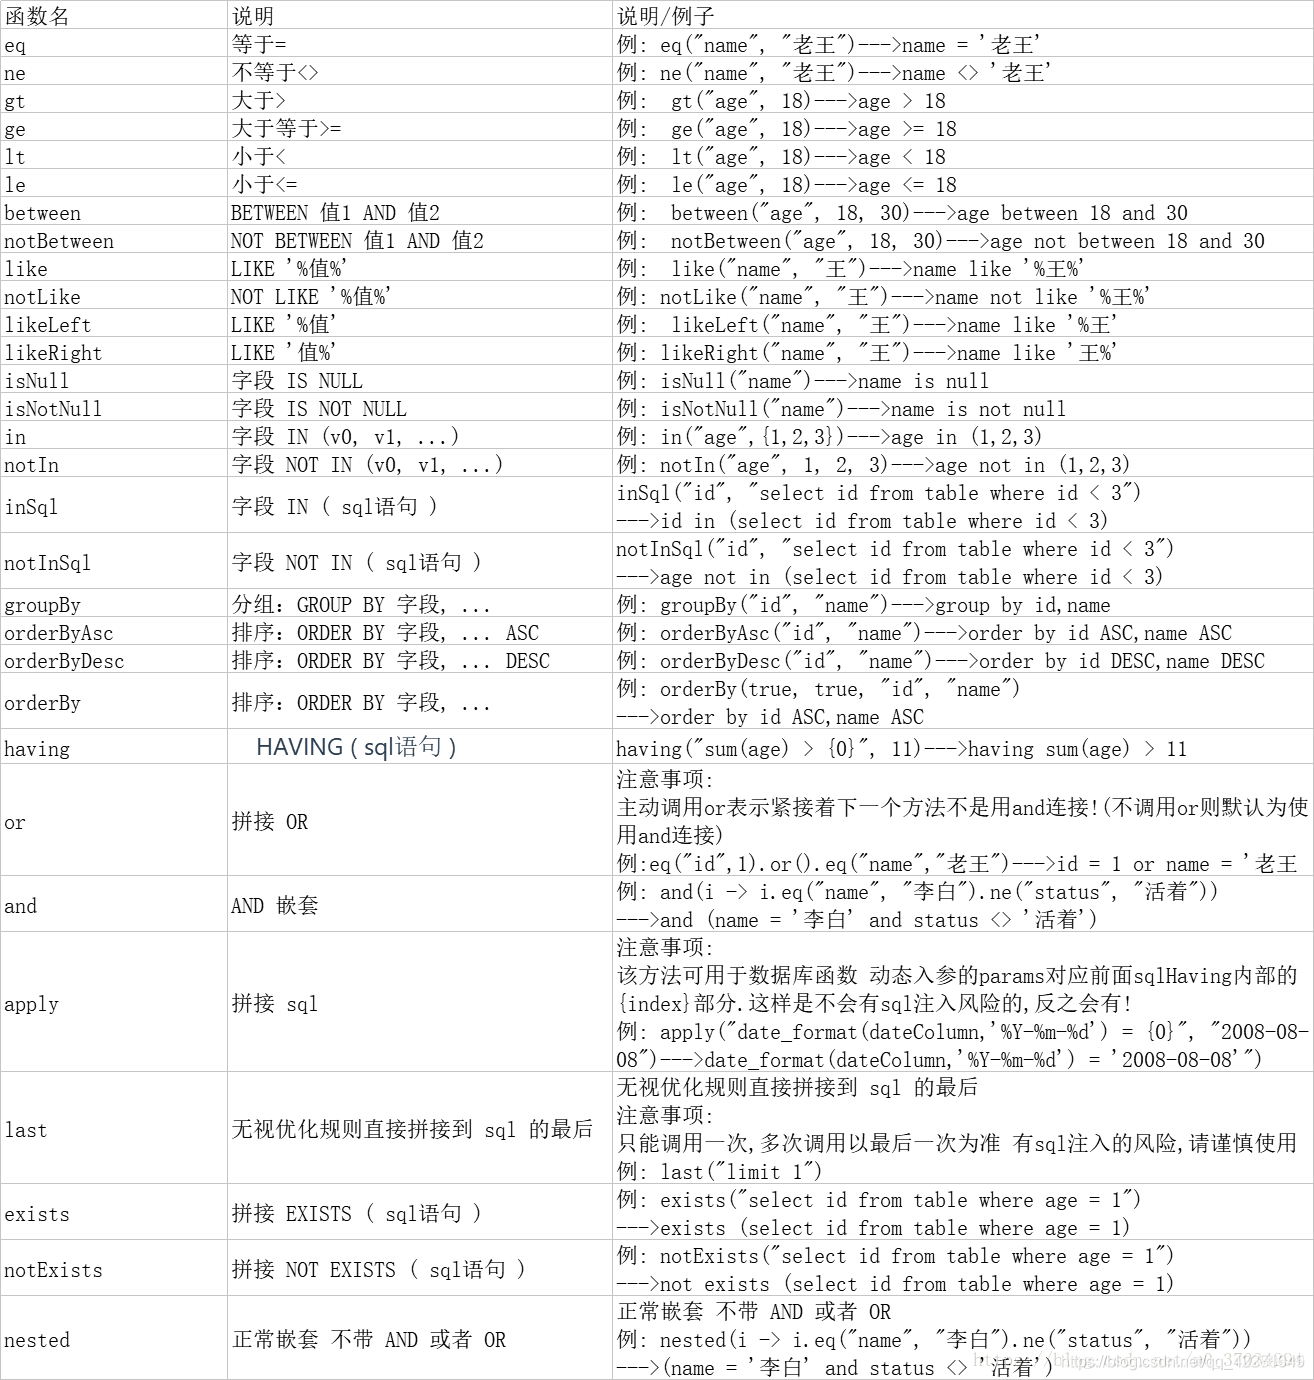 函数名 说明 说明/例子
eq 等于= 例: eq("name", "老王")--->name = '老王'
ne 不等于<> 例: ne("name", "老王")--->name <> '老王'
gt 大于> 例: gt("age", 18)--->age > 18
ge 大于等于>= 例: ge("age", 18)--->age >= 18
lt 小于< 例: lt("age", 18)--->age < 18
le 小于<= 例: le("age", 18)--->age <= 18
between BETWEEN 值1 AND 值2 例: between("age", 18, 30)--->age between 18 and 30
notBetween NOT BETWEEN 值1 AND 值2 例: notBetween("age", 18, 30)--->age not between 18 and 30
like LIKE '%值%' 例: like("name", "王")--->name like '%王%'
notLike NOT LIKE '%值%' 例: notLike("name", "王")--->name not like '%王%'
likeLeft LIKE '%值' 例: likeLeft("name", "王")--->name like '%王'
likeRight LIKE '值%' 例: likeRight("name", "王")--->name like '王%'
isNull 字段 IS NULL 例: isNull("name")--->name is null
isNotNull 字段 IS NOT NULL 例: isNotNull("name")--->name is not null
in 字段 IN (v0, v1, ...) 例: in("age",{1,2,3})--->age in (1,2,3)
notIn 字段 NOT IN (v0, v1, ...) 例: notIn("age", 1, 2, 3)--->age not in (1,2,3)
inSql 字段 IN ( sql语句 ) inSql("id", "select id from table where id < 3")
--->id in (select id from table where id < 3)
notInSql 字段 NOT IN ( sql语句 ) notInSql("id", "select id from table where id < 3")
--->age not in (select id from table where id < 3)
groupBy 分组: GROUP BY 字段, ... 例: groupBy("id", "name")--->group by id,name
orderByAsc 排序: ORDER BY 字段, ... ASC 例: orderByAsc("id", "name")--->order by id ASC,name ASC
orderByDesc 排序: ORDER BY 字段, ... DESC 例: orderByDesc("id", "name")--->order by id DESC,name DESC
orderBy 排序: ORDER BY 字段, ... 例: orderBy(true, true, "id", "name")
--->order by id ASC,name ASC
having HAVING ( sql语句 ) having("sum(age) > {0}", 11)--->having sum(age) > 11
or 拼接 OR 注意事项:
主动调用or表示紧接着下一个方法不是用and连接!(不调用or则默认为使
用and连接)
例:eq("id",1).or().eq("name","老王")--->id = 1 or name = '老王
and AND 嵌套 例: and(i -> i.eq("name", "李白").ne("status", "活着"))
--->and (name = '李白' and status <> '活着')
apply 拼接 sql 注意事项:
该方法可用于数据库函数 动态入参的params对应前面sqlHaving内部的
{index}部分.这样是不会有sql注入风险的,反之会有!
例: apply("date_format(dateColumn,'%Y-%m-%d') = {0}", "2008-08-
08")--->date_format(dateColumn,'%Y-%m-%d') = '2008-08-08'")
last 无视优化规则直接拼接到 sql 的最后 无视优化规则直接拼接到 sql 的最后
注意事项:
只能调用一次,多次调用以最后一次为准 有sql注入的风险,请谨慎使用
例: last("limit 1")
exists 拼接 EXISTS ( sql语句 ) 例: exists("select id from table where age = 1")
--->exists (select id from table where age = 1)
notExists 拼接 NOT EXISTS ( sql语句 ) 例: notExists("select id from table where age = 1")
--->not exists (select id from table where age = 1)
nested 正常嵌套 不带 AND 或者 OR 正常嵌套 不带 AND 或者 OR
例: nested(i -> i.eq("name", "李白").ne("status", "活着"))
--->(name = '李白' and status <> '活着')